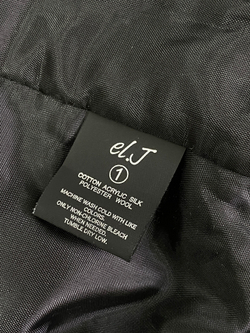 el.J
1
COTTON ACRYLIC SILK
POLYESTER WOOL
MACHINE WASH COLD WITH LIKE
COLORS.
ONLY NON-CHLORINE BLEACH
WHEN NEEDED.
TUMBLE DRY LOW.